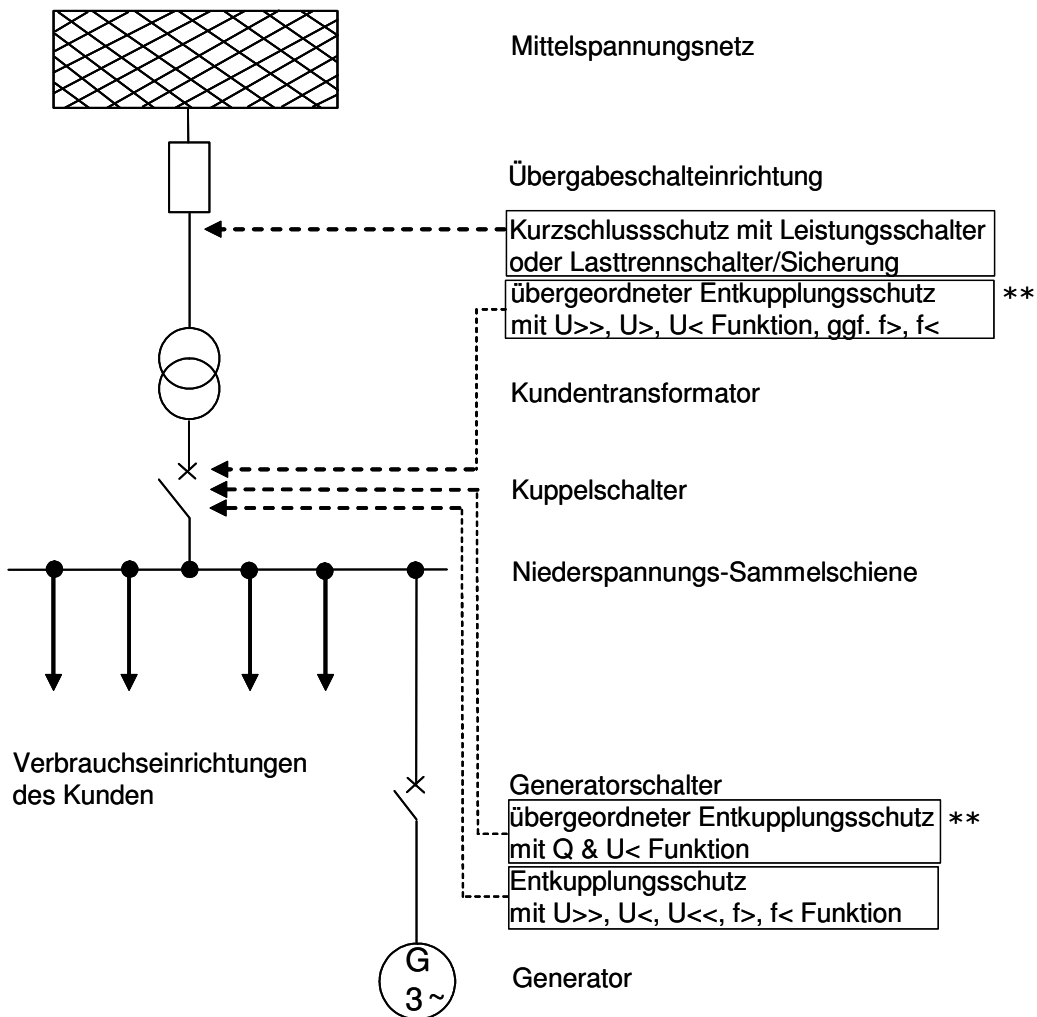 Mittelspannungsnetz
Übergabeschalteinrichtung
Kurzschlussschutz mit Leistungsschalter
oder Lasttrennschalter/Sicherung
übergeordneter Entkupplungsschutz **
mit U>>, U>, U< Funktion, ggf. f>, f<
Kundentransformator
Kuppelschalter
Niederspannungs-Sammelschiene
Verbrauchseinrichtungen
des Kunden
Generatorschalter
übergeordneter Entkupplungsschutz **
mit Q & U< Funktion
Entkupplungsschutz
mit U>>, U<, U<<, f>, f< Funktion
G
3~
Generator